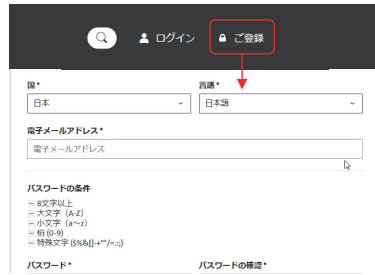 ログイン ご登録
国* 言語*
日本 日本語
電子メールアドレス*
電子メールアドレス
パスワードの条件
8文字以上
大文字 (A-Z)
小文字 (a~z)
桁 (0-9)
特殊文字 ($%&[]-+"'/=.:;)
パスワード* パスワードの確認*